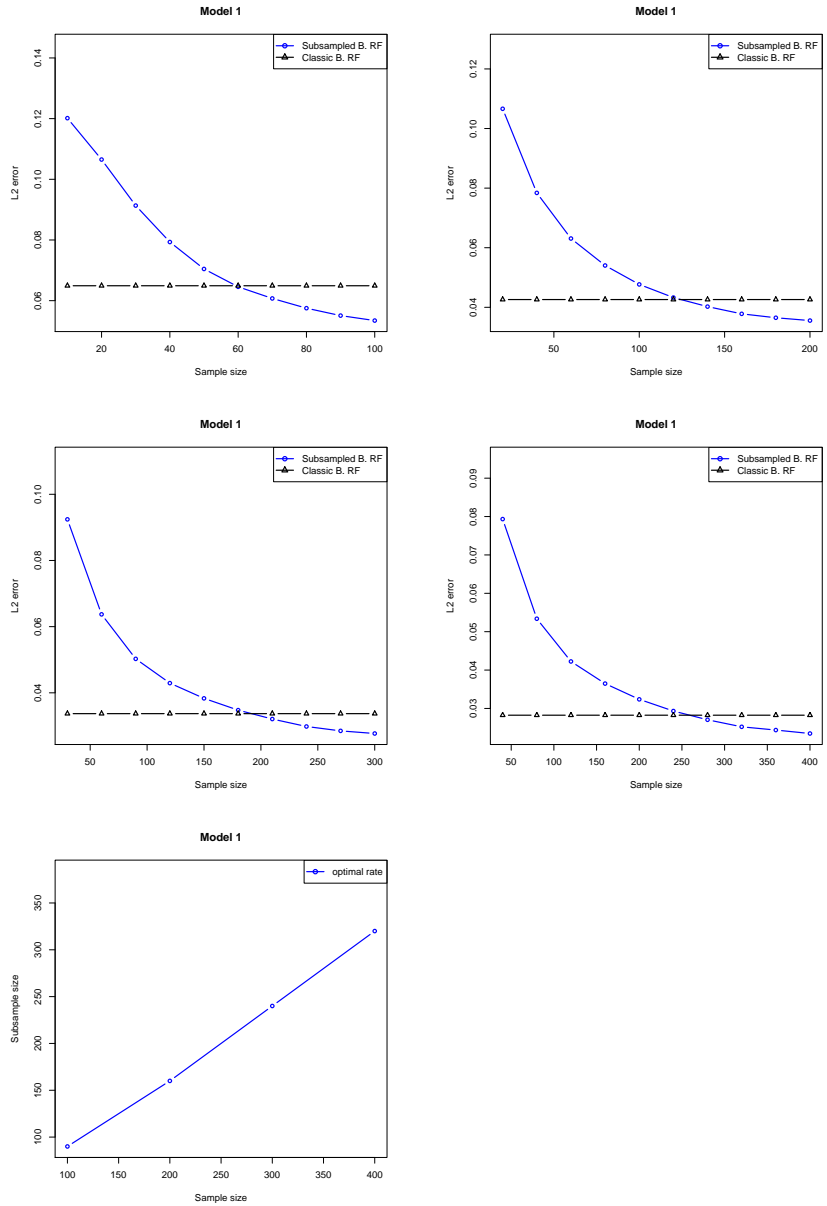 Model 1
Subsampled B. RF
Classic B. RF
L2 error
0.14
0.12
0.10
0.08
0.06
20 40 60 80 100
Sample size
Model 1
Subsampled B. RF
Classic B. RF
L2 error
0.12
0.10
0.08
0.06
0.04
50 100 150 200
Sample size
Model 1
Subsampled B. RF
Classic B. RF
L2 error
0.10
0.08
0.06
0.04
50 100 150 200 250 300
Sample size
Model 1
Subsampled B. RF
Classic B. RF
L2 error
0.09
0.08
0.07
0.06
0.05
0.04
0.03
50 100 150 200 250 300 350 400
Sample size
Model 1
optimal rate
Subsample size
350
300
250
200
150
100
100 150 200 250 300 350 400
Sample size